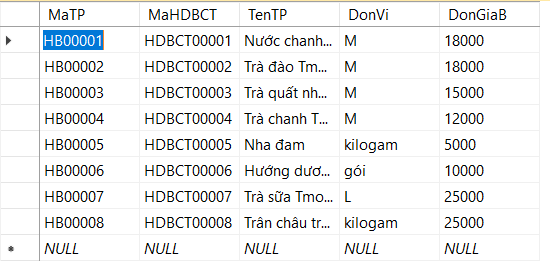 MaTP MaHDBCT TenTP DonVi DonGiaB
HB00001 HDBCT00001 Nước chanh... M 18000
HB00002 HDBCT00002 Trà đào Tm... M 18000
HB00003 HDBCT00003 Trà quất nh... M 15000
HB00004 HDBCT00004 Trà chanh T... M 12000
HB00005 HDBCT00005 Nha đam kilogam 5000
HB00006 HDBCT00006 Hướng dươ... gói 10000
HB00007 HDBCT00007 Trà sữa Tmo... L 25000
HB00008 HDBCT00008 Trân châu tr... kilogam 25000
NULL NULL NULL NULL NULL